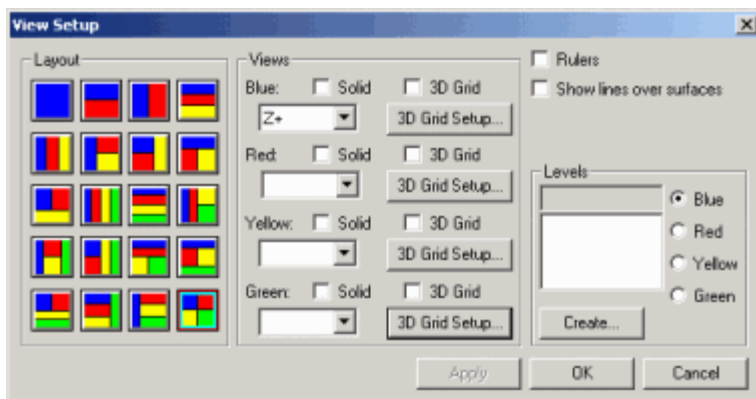 View Setup
Layout
Views
Blue: Solid 3D Grid
Z+ 3D Grid Setup...
Red: Solid 3D Grid
3D Grid Setup...
Yellow: Solid 3D Grid
3D Grid Setup...
Green: Solid 3D Grid
3D Grid Setup...
Rulers
Show lines over surfaces
Levels
Blue
Red
Yellow
Green
Create...
Apply OK Cancel